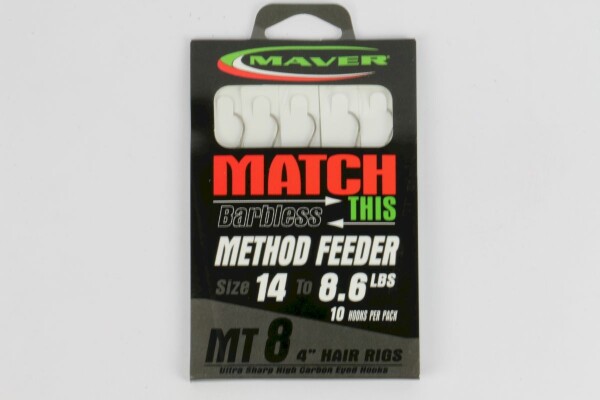 MAVER
MATCH
Barbless THIS
METHOD FEEDER
Size 14 To 8.6 LBS
10 HOOKS PER PACK
MT 8 4" HAIR RIGS
Ultra Sharp High Carbon Eyed Hooks